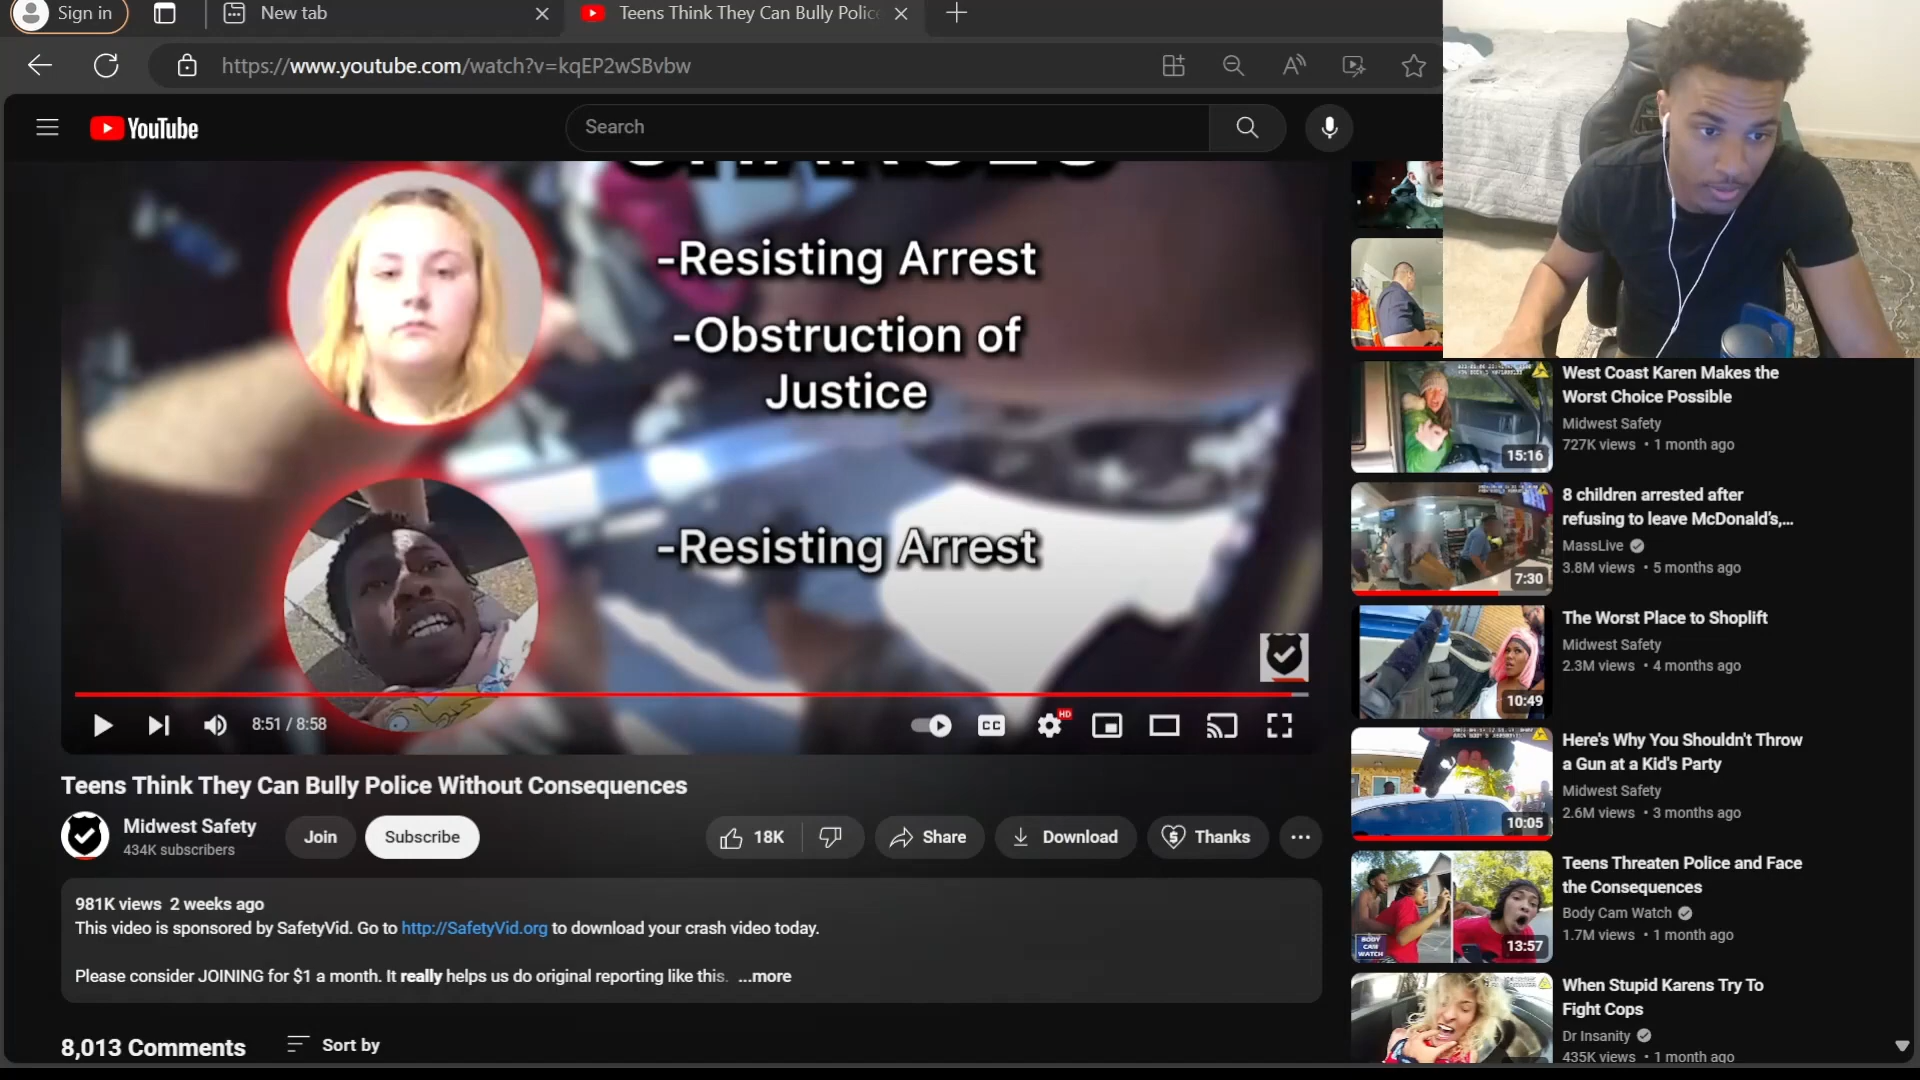 Sign in
New tab
Teens Think They Can Bully Police
https://www.youtube.com/watch?v=kqEP2wSBvbw
YouTube
Search
CHARGES
-Resisting Arrest
-Obstruction of
Justice
-Resisting Arrest
8:51 / 8:58
CC
HD
Teens Think They Can Bully Police Without Consequences
Midwest Safety
434K subscribers
Join
Subscribe
18K
Share
Download
Thanks
981K views 2 weeks ago
This video is sponsored by SafetyVid. Go to http://SafetyVid.org to download your crash video today.
Please consider JOINING for $1 a month. It really helps us do original reporting like this. ...more
8,013 Comments
Sort by
West Coast Karen Makes the
Worst Choice Possible
Midwest Safety
727K views • 1 month ago
15:16
8 children arrested after
refusing to leave McDonald's,...
MassLive
3.8M views • 5 months ago
7:30
The Worst Place to Shoplift
Midwest Safety
2.3M views • 4 months ago
10:49
Here's Why You Shouldn't Throw
a Gun at a Kid's Party
Midwest Safety
2.6M views • 3 months ago
10:05
Teens Threaten Police and Face
the Consequences
Body Cam Watch
1.7M views • 1 month ago
BODY
CAM
WATCH
13:57
When Stupid Karens Try To
Fight Cops
Dr Insanity
435K views • 1 month ago